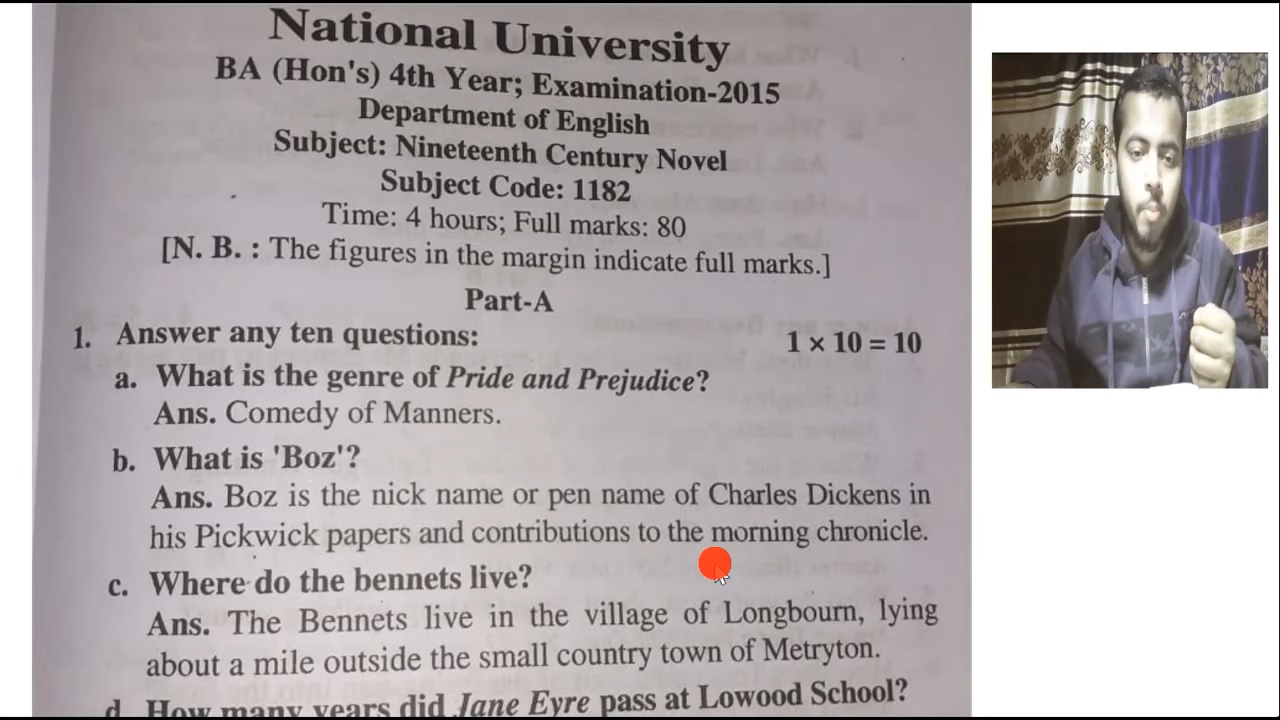 National University
BA (Hon's) 4th Year; Examination-2015
Department of English
Subject: Nineteenth Century Novel
Subject Code: 1182
Time: 4 hours; Full marks: 80
[N. B. : The figures in the margin indicate full marks.]
Part-A
1. Answer any ten questions: 1 × 10 = 10
a. What is the genre of Pride and Prejudice?
Ans. Comedy of Manners.
b. What is 'Boz'?
Ans. Boz is the nick name or pen name of Charles Dickens in
his Pickwick papers and contributions to the morning chronicle.
c. Where do the bennets live?
Ans. The Bennets live in the village of Longbourn, lying
about a mile outside the small country town of Metryton.
d. How many years did Jane Eyre pass at Lowood School?